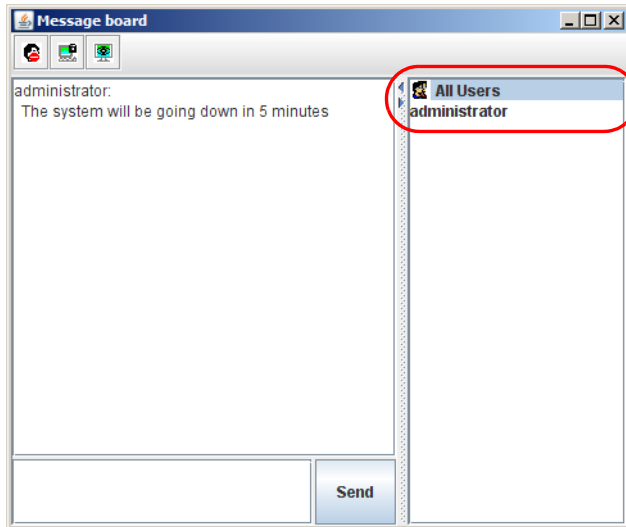 Message board
administrator:
The system will be going down in 5 minutes
All Users
administrator
Send